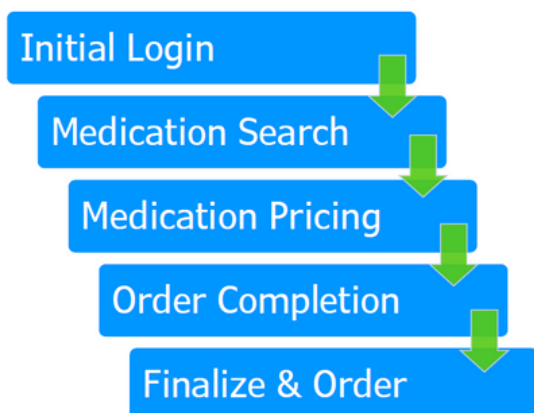 Initial Login
Medication Search
Medication Pricing
Order Completion
Finalize & Order